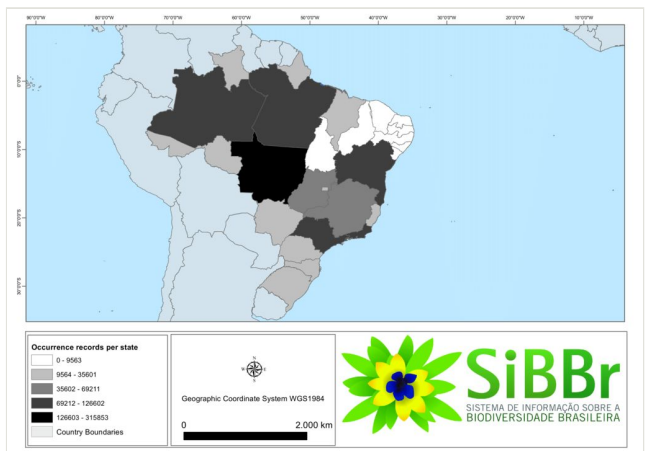 90°0'0"W 80°0'0"W 70°0'0"W 60°0'0"W 50°0'0"W 40°0'0"W 30°0'0"W 20°0'0"W 10°0'0"W
0°0'0"
10°0'0"S
20°0'0"S
30°0'0"S
Occurrence records per state
0 - 9563
9564 - 35601
35602 - 69211
69212 - 126602
126603 - 315853
Country Boundaries
N
W E
S
Geographic Coordinate System WGS1984
0 2.000 km
SiBBr
SISTEMA DE INFORMAÇÃO SOBRE A
BIODIVERSIDADE BRASILEIRA